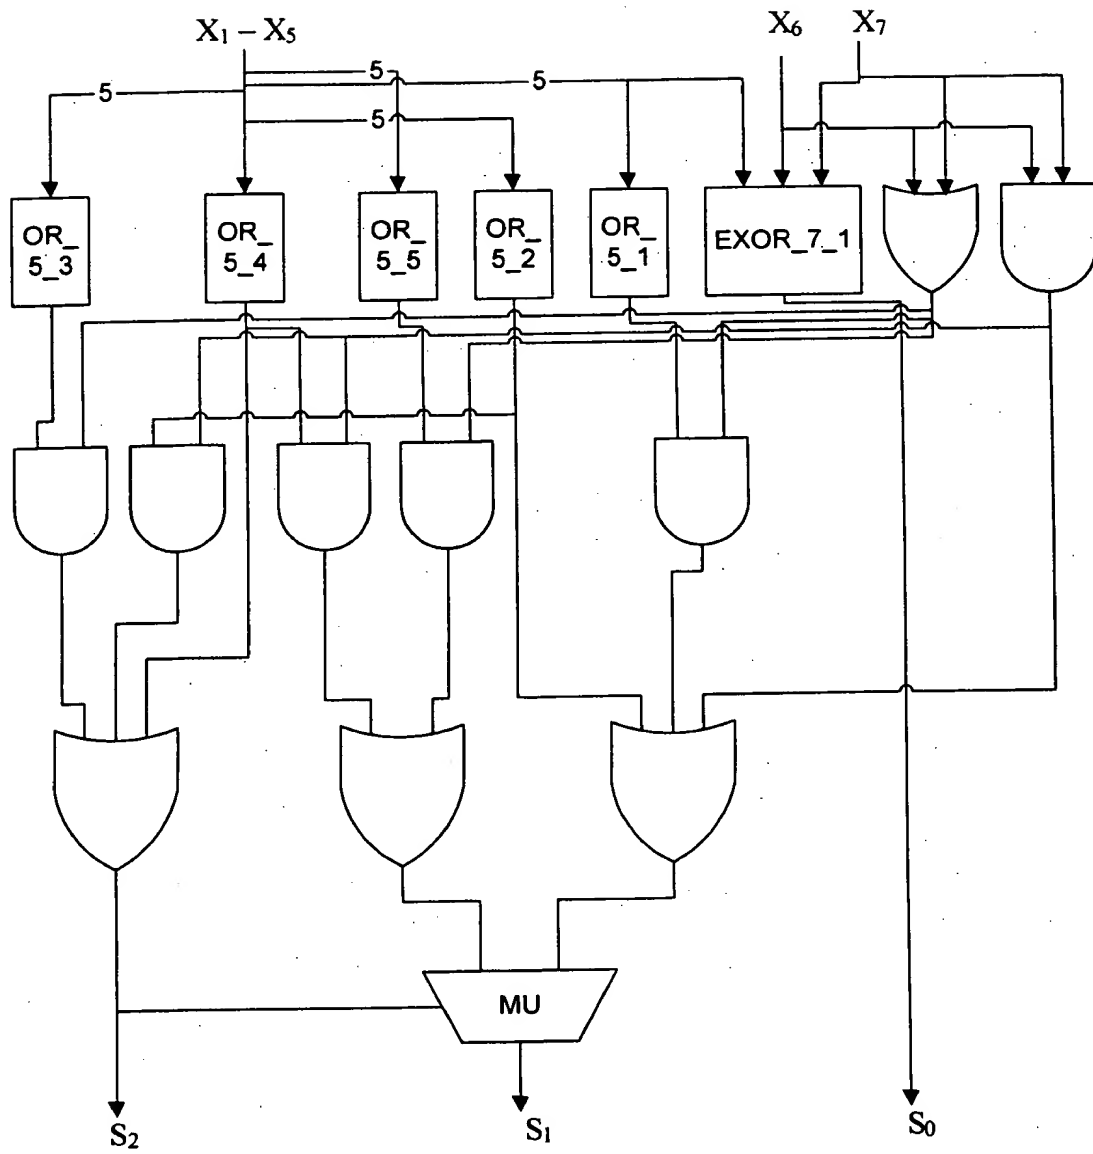 X₁ – X₅
X₆
X₇
5
5
5
5
OR_
5_3
OR_
5_4
OR_
5_5
OR_
5_2
OR_
5_1
EXOR_7_1
MU
S₂
S₁
S₀